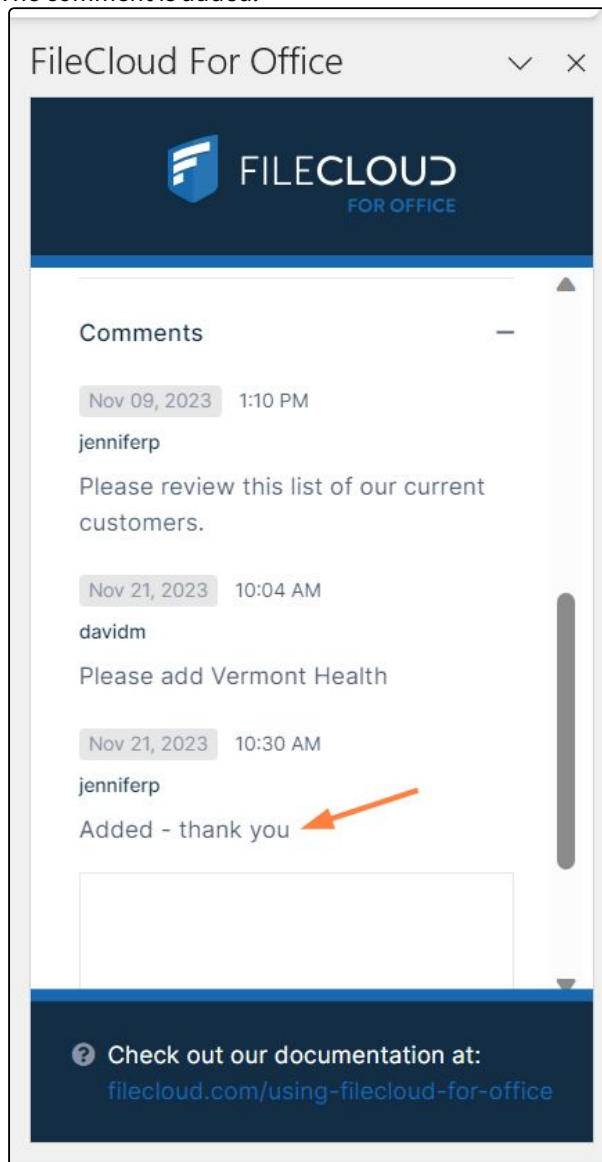 The comment is added.
FileCloud For Office
FILECLOUD
FOR OFFICE
Comments
Nov 09, 2023 1:10 PM
jenniferp
Please review this list of our current
customers.
Nov 21, 2023 10:04 AM
davidm
Please add Vermont Health
Nov 21, 2023 10:30 AM
jenniferp
Added - thank you
Check out our documentation at:
filecloud.com/using-filecloud-for-office